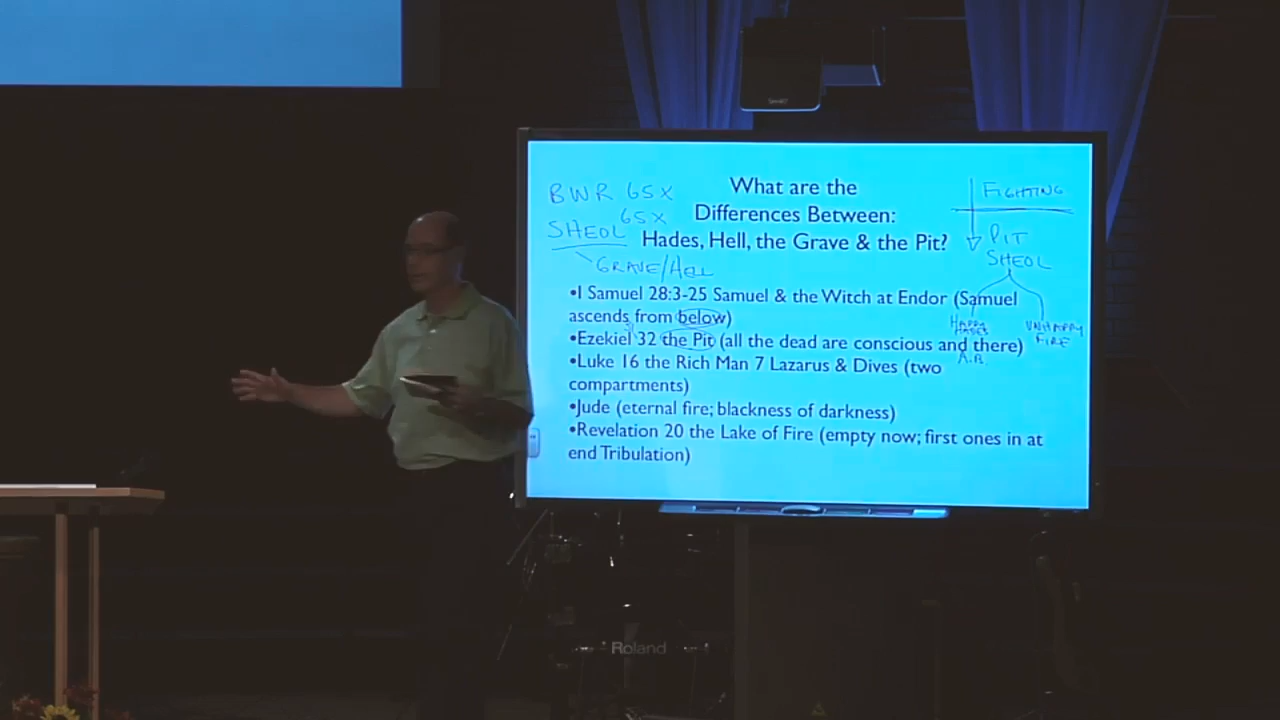 BWR 65X
65X
SHEOL
GRAVE/HELL
What are the
Differences Between:
Hades, Hell, the Grave & the Pit?
FIGHTING
PIT
SHEOL
HAPPY
UNHAPPY
FIRE
A.B.
•1 Samuel 28:3-25 Samuel & the Witch at Endor (Samuel
ascends from below)
•Ezekiel 32 the Pit (all the dead are conscious and there)
•Luke 16 the Rich Man 7 Lazarus & Dives (two
compartments)
•Jude (eternal fire; blackness of darkness)
•Revelation 20 the Lake of Fire (empty now; first ones in at
end Tribulation)
Roland